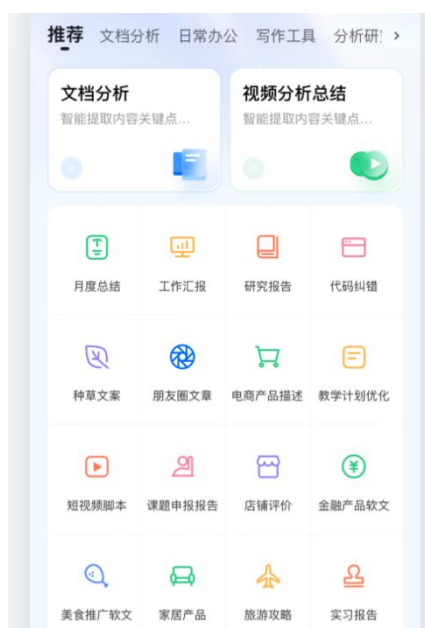 推荐 文档分析 日常办公 写作工具 分析研
文档分析 视频分析总结
智能提取内容关键点... 智能提取内容关键点...
月度总结 工作汇报 研究报告 代码纠错
种草文案 朋友圈文章 电商产品描述 教学计划优化
短视频脚本 课题申报报告 店铺评价 金融产品软文
美食推广软文 家居产品 旅游攻略 实习报告